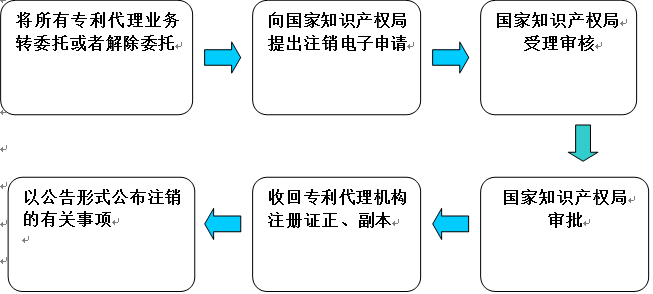 将所有专利代理业务
转委托或者解除委托
向国家知识产权局
提出注销电子申请
国家知识产权局
受理审核
国家知识产权局
审批
收回专利代理机构
注册证正、副本
以公告形式公布注销
的有关事项